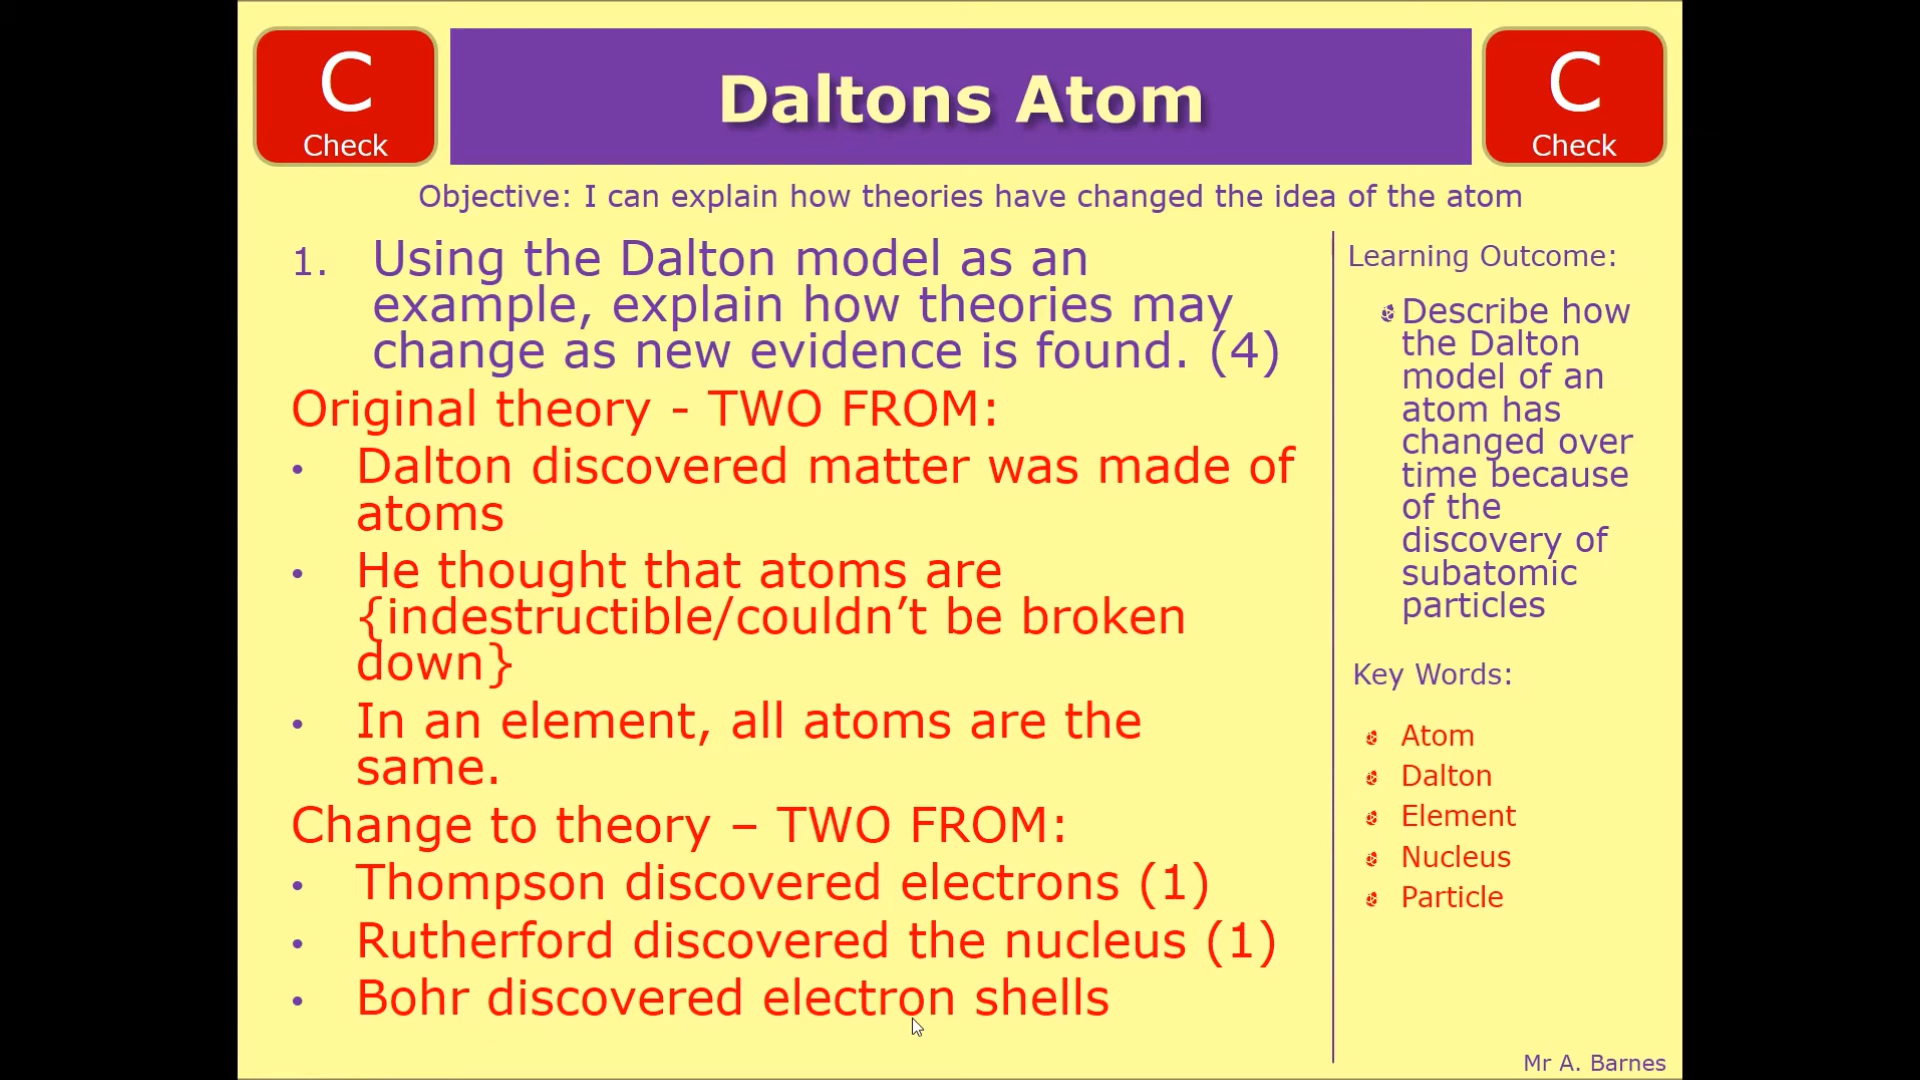 C
Check
Daltons Atom
C
Check
Objective: I can explain how theories have changed the idea of the atom
1. Using the Dalton model as an
example, explain how theories may
change as new evidence is found. (4)
Original theory - TWO FROM:
• Dalton discovered matter was made of
atoms
• He thought that atoms are
{indestructible/couldn’t be broken
down}
• In an element, all atoms are the
same.
Change to theory – TWO FROM:
• Thompson discovered electrons (1)
• Rutherford discovered the nucleus (1)
• Bohr discovered electron shells
Learning Outcome:
Describe how
the Dalton
model of an
atom has
changed over
time because
of the
discovery of
subatomic
particles
Key Words:
Atom
Dalton
Element
Nucleus
Particle
Mr A. Barnes